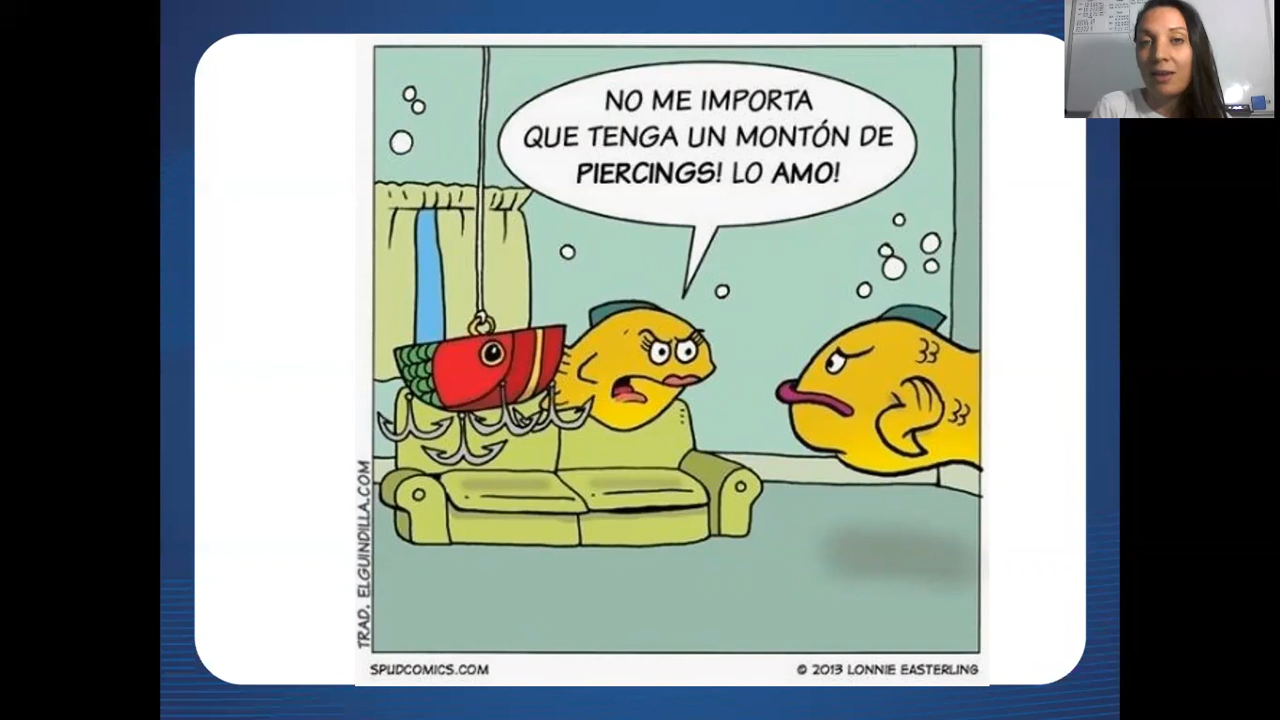 NO ME IMPORTA
QUE TENGA UN MONTÓN DE
PIERCINGS! LO AMO!
TRAD. ELGUINDILLA.COM
SPUDCOMICS.COM
© 2013 LONNIE EASTERLING